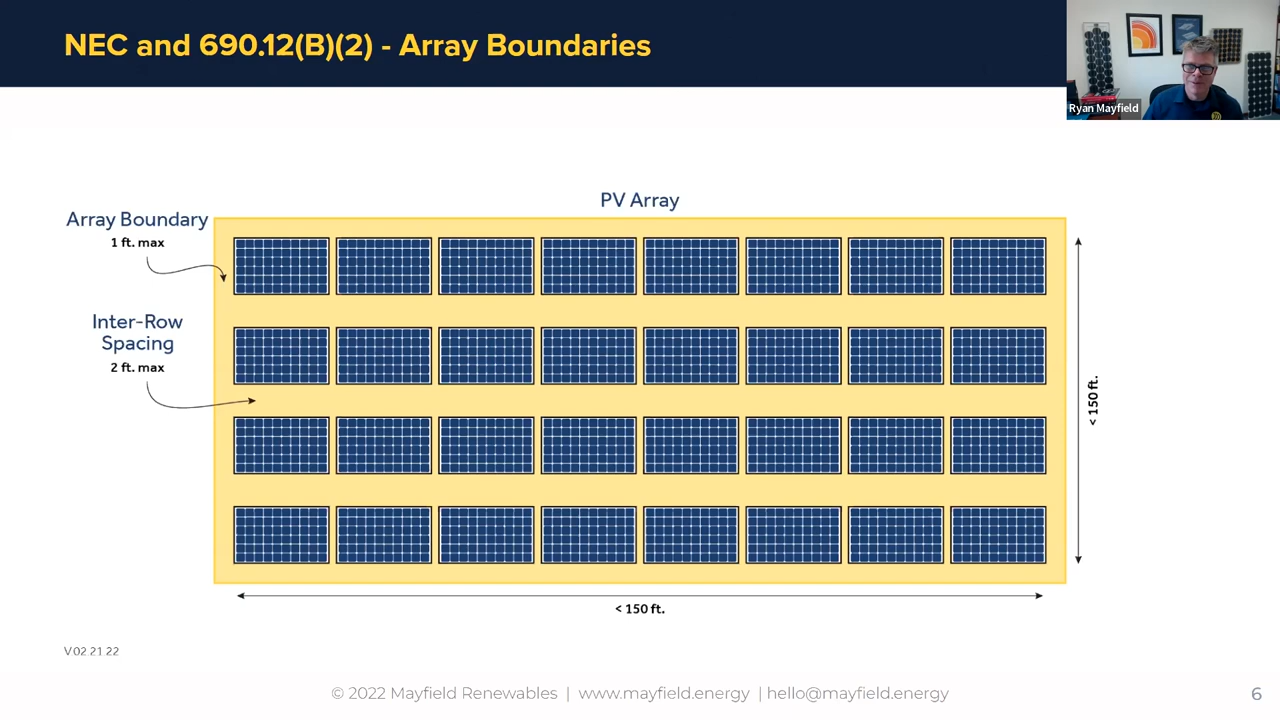 NEC and 690.12(B)(2) - Array Boundaries
Ryan Mayfield
PV Array
Array Boundary
1 ft. max
Inter-Row
Spacing
2 ft. max
< 150 ft.
< 150 ft.
V 02.21.22
© 2022 Mayfield Renewables | www.mayfield.energy | hello@mayfield.energy
6